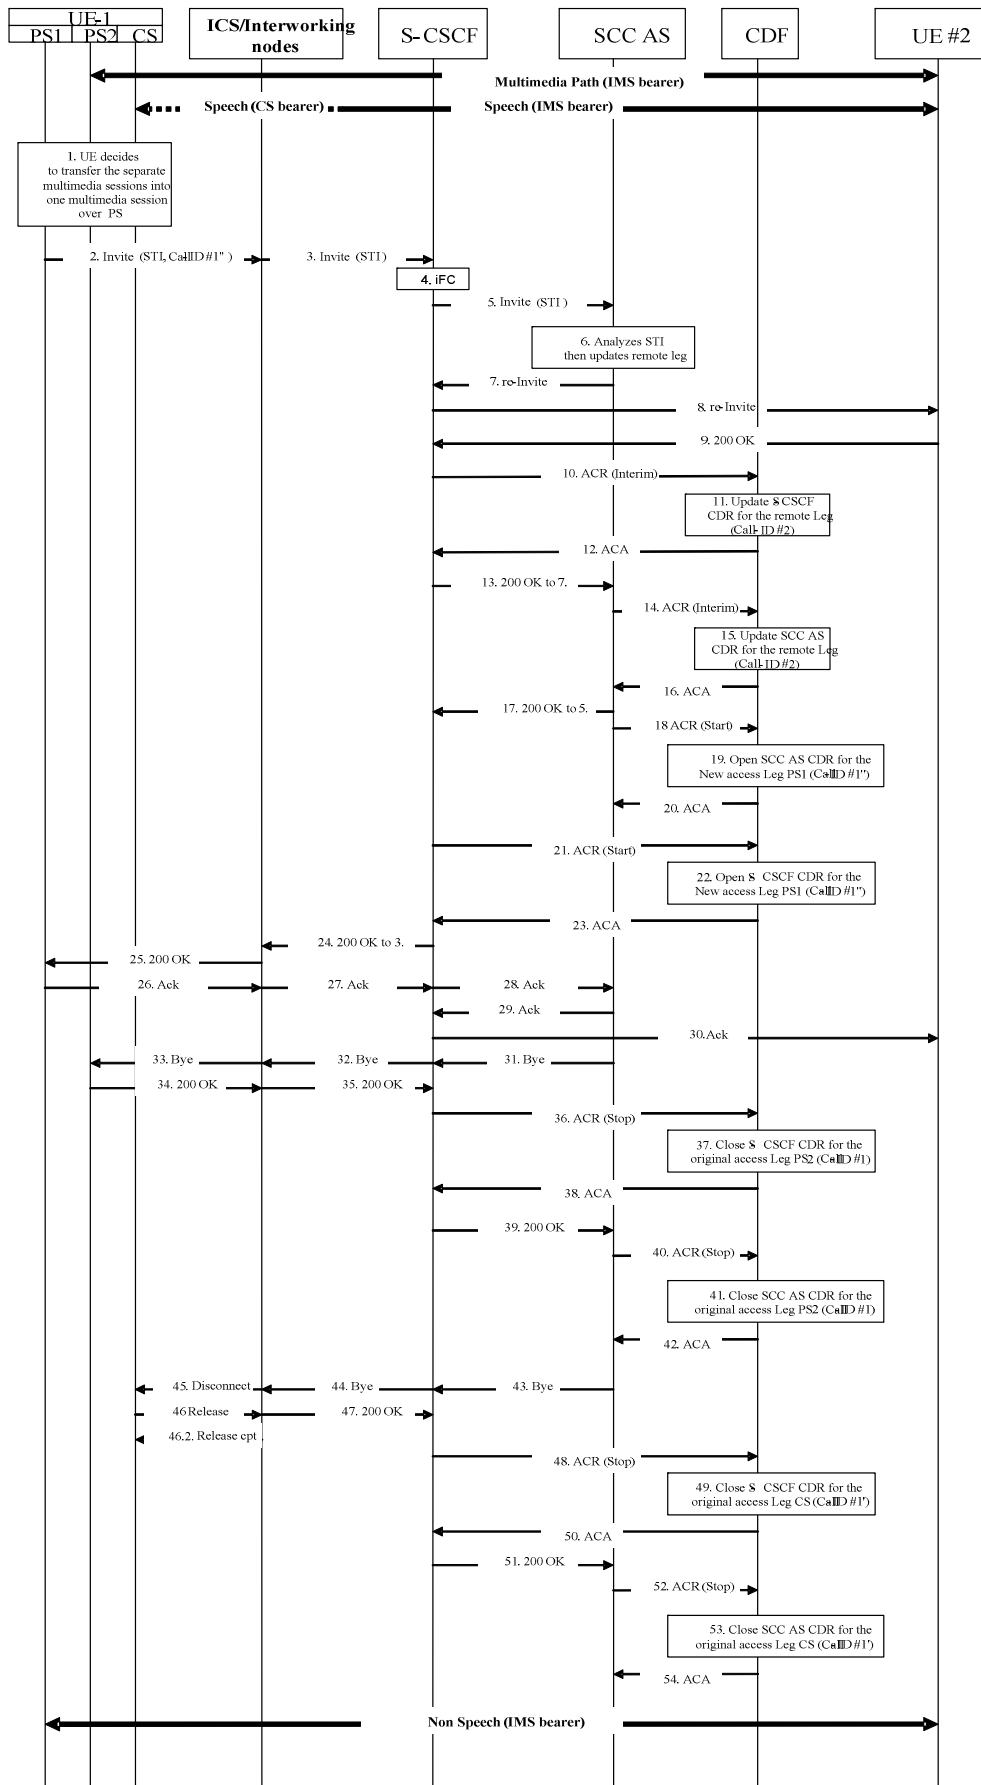 UE-1
PS1 PS2 CS
ICS/Interworking
nodes
S-CSCF
SCC AS
CDF
UE #2
Multimedia Path (IMS bearer)
Speech (CS bearer)
Speech (IMS bearer)
1. UE decides
to transfer the separate
multimedia sessions into
one multimedia session
over PS
2. Invite (STI, Call-ID #1'' )
3. Invite (STI)
4. iFC
5. Invite (STI )
6. Analyzes STI
then updates remote leg
7. re-Invite
8. re-Invite
9. 200 OK
10. ACR (Interim)
11. Update S-CSCF
CDR for the remote Leg
(Call-ID #2)
12. ACA
13. 200 OK to 7.
14. ACR (Interim)
15. Update SCC AS
CDR for the remote Leg
(Call-ID #2)
16. ACA
17. 200 OK to 5.
18 ACR (Start)
19. Open SCC AS CDR for the
New access Leg PS1 (Call-ID #1'')
20. ACA
21. ACR (Start)
22. Open S- CSCF CDR for the
New access Leg PS1 (Call-ID #1'')
23. ACA
24. 200 OK to 3.
25. 200 OK
26. Ack
27. Ack
28. Ack
29. Ack
30.Ack
31. Bye
32. Bye
33. Bye
34. 200 OK
35. 200 OK
36. ACR (Stop)
37. Close S- CSCF CDR for the
original access Leg PS2 (Call-ID #1)
38. ACA
39. 200 OK
40. ACR (Stop)
41. Close SCC AS CDR for the
original access Leg PS2 (Call-ID #1)
42. ACA
43. Bye
44. Bye
45. Disconnect
46 Release
47. 200 OK
46.2. Release cpt
48. ACR (Stop)
49. Close S- CSCF CDR for the
original access Leg CS (Call-ID #1')
50. ACA
51. 200 OK
52. ACR (Stop)
53. Close SCC AS CDR for the
original access Leg CS (Call-ID #1')
54. ACA
Non Speech (IMS bearer)